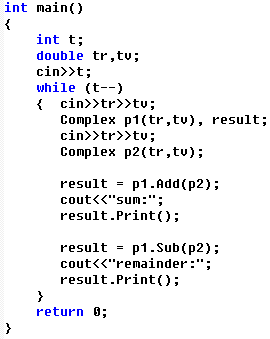 int main()
{
int t;
double tr,tv;
cin>>t;
while (t--)
{ cin>>tr>>tv;
Complex p1(tr,tv), result;
cin>>tr>>tv;
Complex p2(tr,tv);
result = p1.Add(p2);
cout<<"sum:";
result.Print();
result = p1.Sub(p2);
cout<<"remainder:";
result.Print();
}
return 0;
}